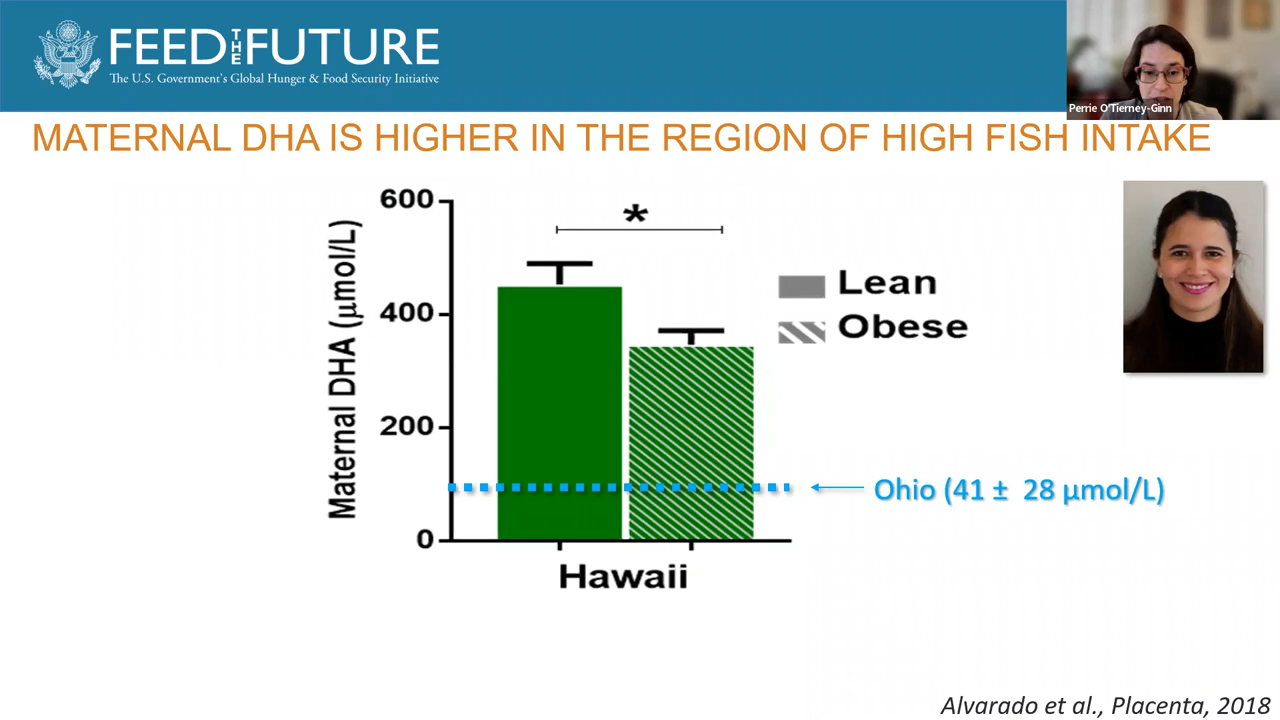 FEED THE FUTURE
The U.S. Government's Global Hunger & Food Security Initiative
Perrie O'Tierney-Ginn
MATERNAL DHA IS HIGHER IN THE REGION OF HIGH FISH INTAKE
Maternal DHA (µmol/L)
600
400
200
0
*
Lean
Obese
Ohio (41 ± 28 µmol/L)
Hawaii
Alvarado et al., Placenta, 2018